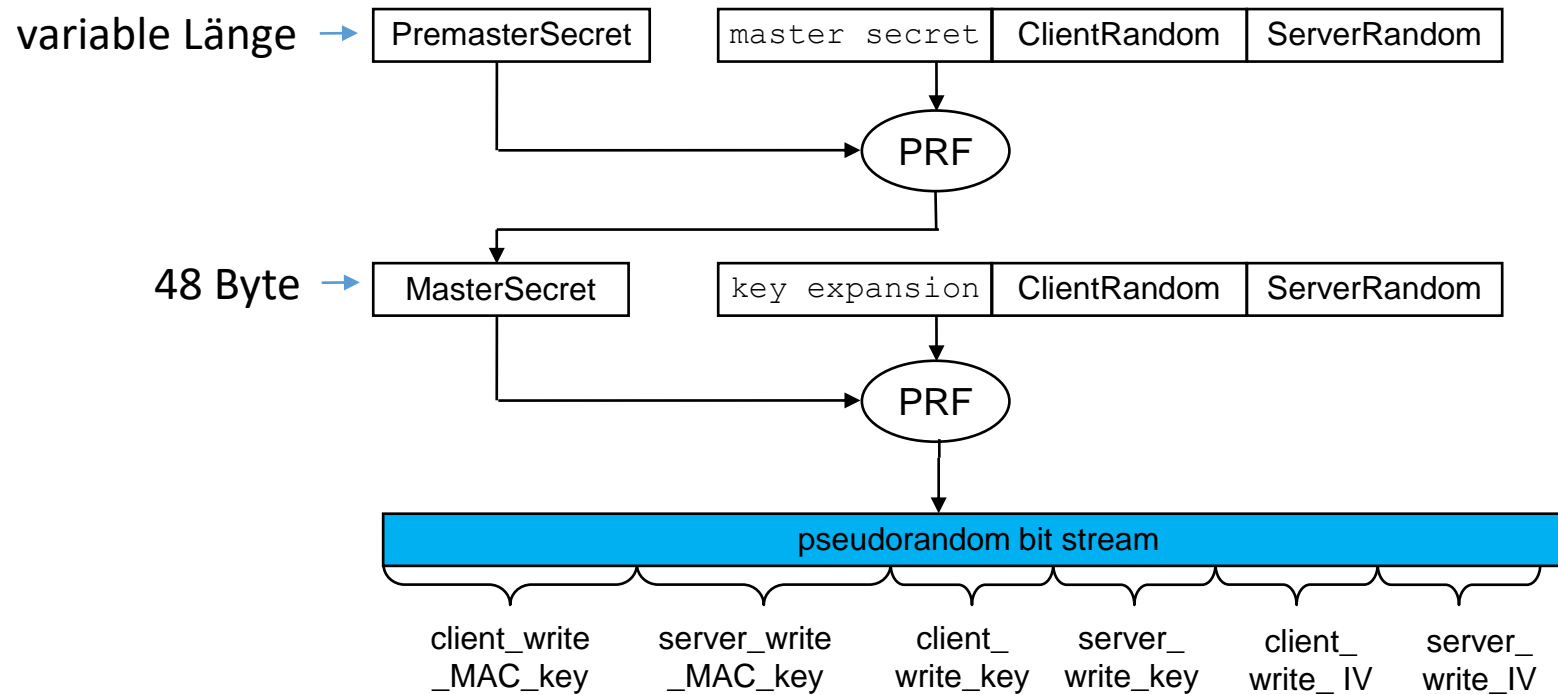 variable Länge
PremasterSecret
master secret ClientRandom ServerRandom
PRF
48 Byte
MasterSecret
key expansion ClientRandom ServerRandom
PRF
pseudorandom bit stream
client_write
_MAC_key
server_write
_MAC_key
client_
write_key
server_
write_key
client_
write_ IV
server_
write_IV